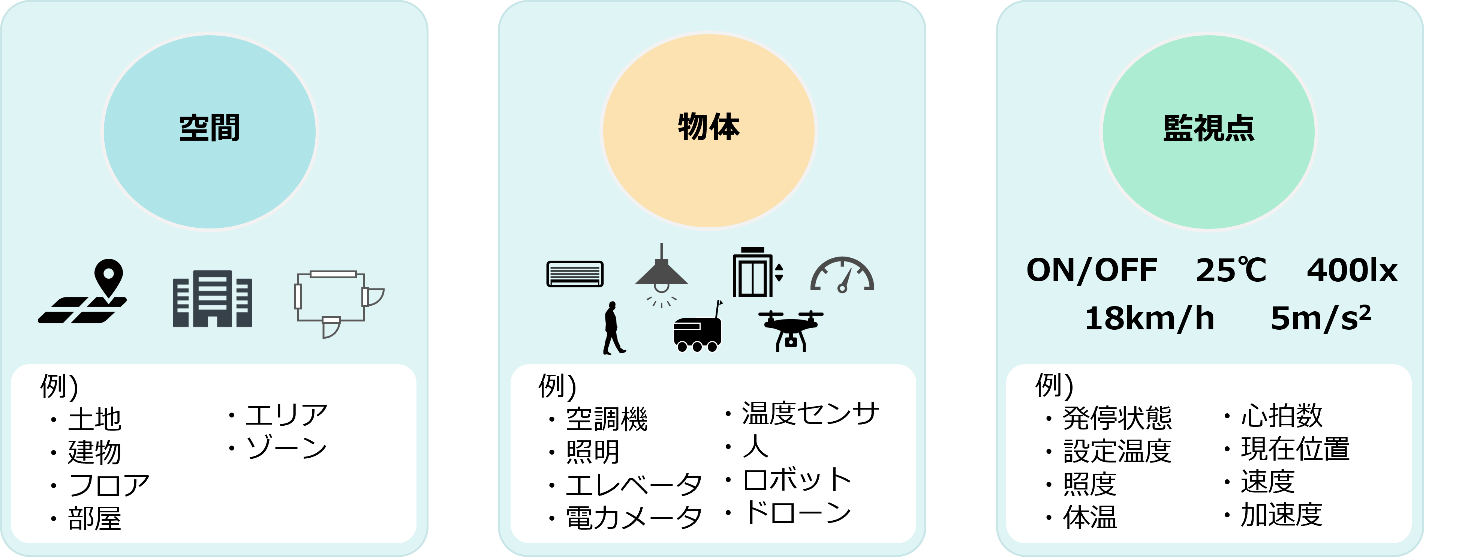 空間
例)
・土地
・建物
・フロア
・部屋
・エリア
・ゾーン
物体
例)
・空調機
・照明
・エレベータ
・電力メータ
・温度センサ
・人
・ロボット
・ドローン
監視点
ON/OFF 25℃ 400lx
18km/h 5m/s²
例)
・発停状態
・設定温度
・照度
・体温
・心拍数
・現在位置
・速度
・加速度